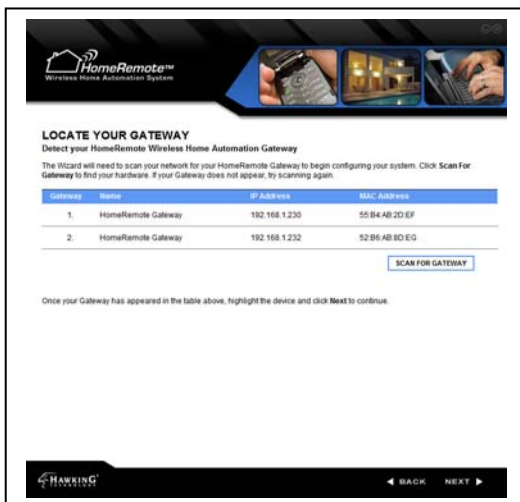 HomeRemote™
Wireless Home Automation System
LOCATE YOUR GATEWAY
Detect your HomeRemote Wireless Home Automation Gateway
The Wizard will need to scan your network for your HomeRemote Gateway to begin configuring your system. Click Scan For
Gateway to find your hardware. If your Gateway does not appear, try scanning again.
Gateway Name IP Address MAC Address
1. HomeRemote Gateway 192.168.1.230 55:B4:AB:2D:EF
2. HomeRemote Gateway 192.168.1.232 52:B6:AB:8D:EG
SCAN FOR GATEWAY
Once your Gateway has appeared in the table above, highlight the device and click Next to continue.
HAWKING
TECHNOLOGY
BACK NEXT